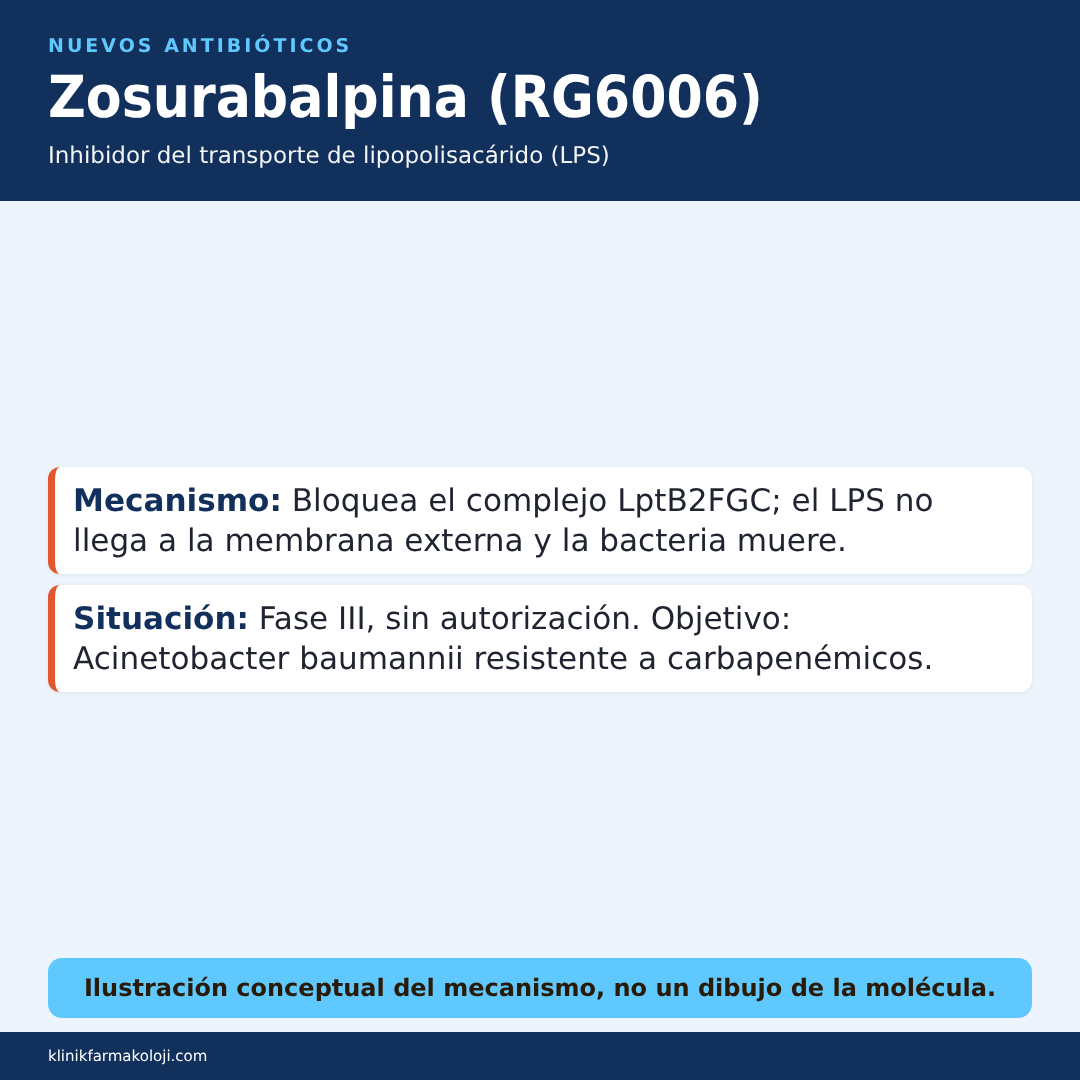 NUEVOS ANTIBIÓTICOS
Zosurabalpina (RG6006)
Inhibidor del transporte de lipopolisacárido (LPS)
Mecanismo: Bloquea el complejo LptB2FGC; el LPS no
llega a la membrana externa y la bacteria muere.
Situación: Fase III, sin autorización. Objetivo:
Acinetobacter baumannii resistente a carbapenémicos.
Ilustración conceptual del mecanismo, no un dibujo de la molécula.
klinikfarmakoloji.com